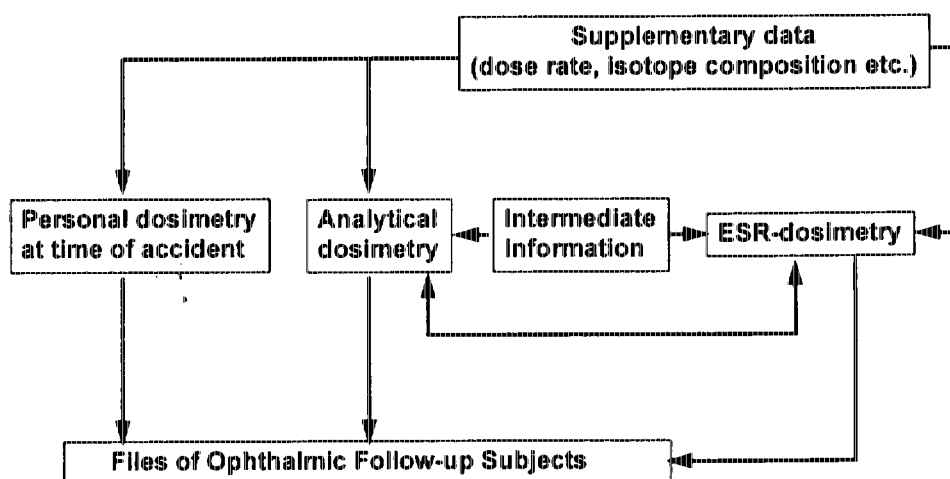 Supplementary data
(dose rate, isotope composition etc.)
Personal dosimetry
at time of accident
Analytical
dosimetry
Intermediate
Information
ESR-dosimetry
Files of Ophthalmic Follow-up Subjects